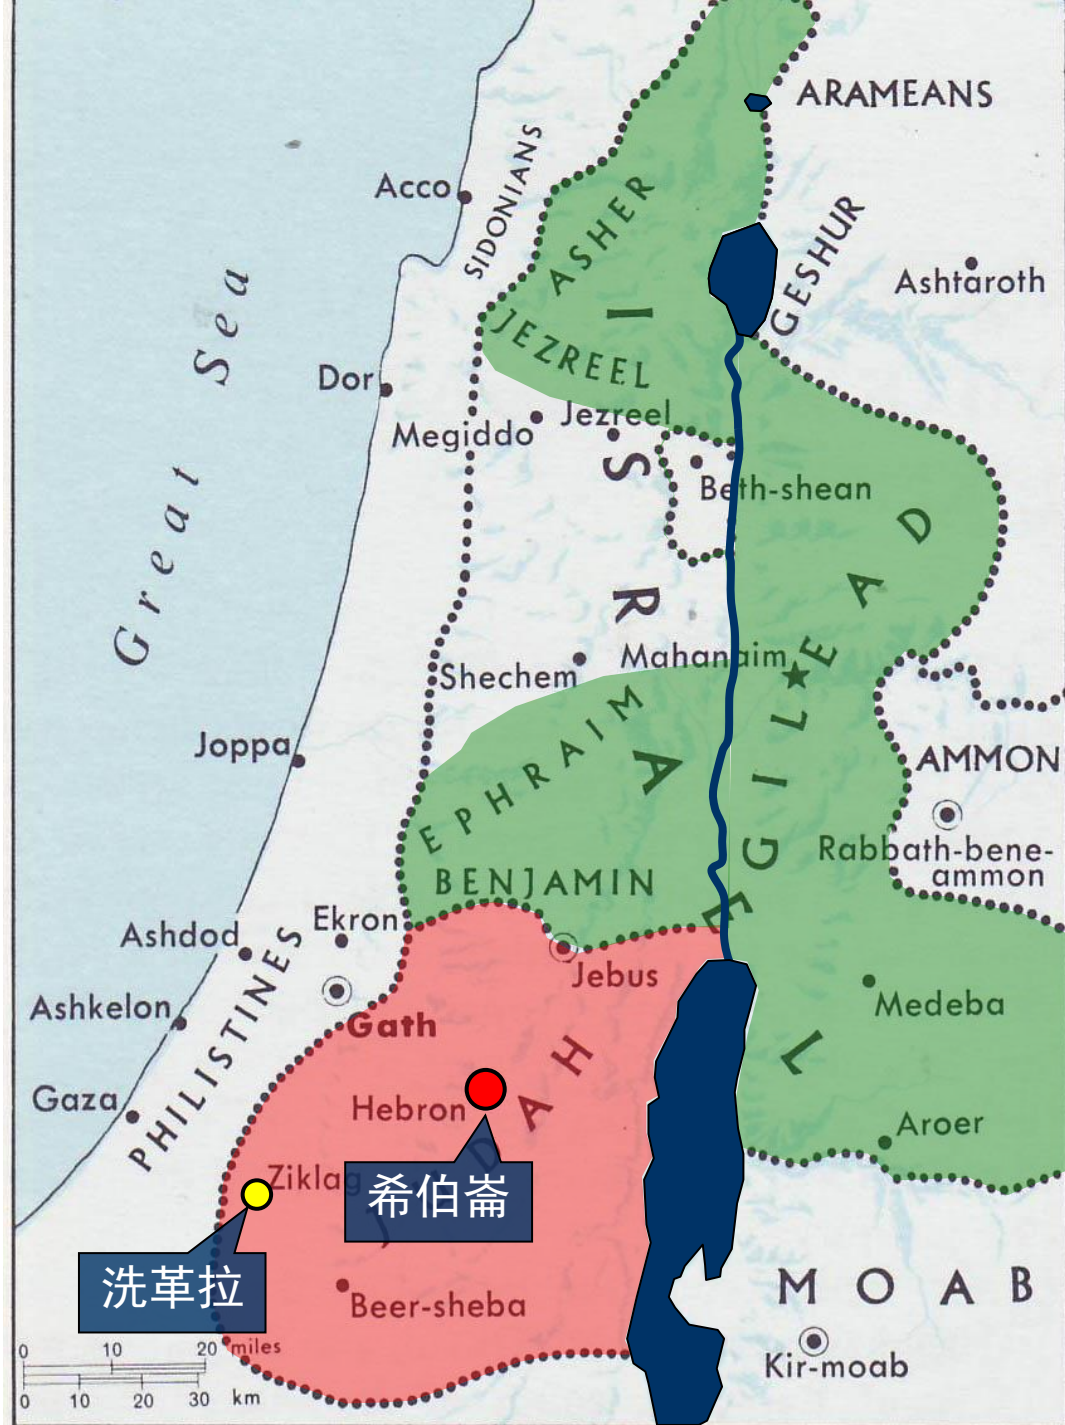 ARAMEANS
Acco
SIDONIANS
ASHER
GESHUR
Ashtaroth
Great Sea
JEZREEL
Dor
Jezreel
Megiddo
Beth-shean
ISRAEL
GILEAD
Mahanaim
Shechem
EPHRAIM
Joppa
AMMON
Rabbath-bene-
ammon
BENJAMIN
Ekron
Ashdod
Jebus
Ashkelon
PHILISTINES
Gath
Medeba
Gaza
Hebron
JUDAH
Aroer
Ziklag
希伯崙
洗革拉
Beer-sheba
MOAB
Kir-moab
0 10 20 miles
0 10 20 30 km